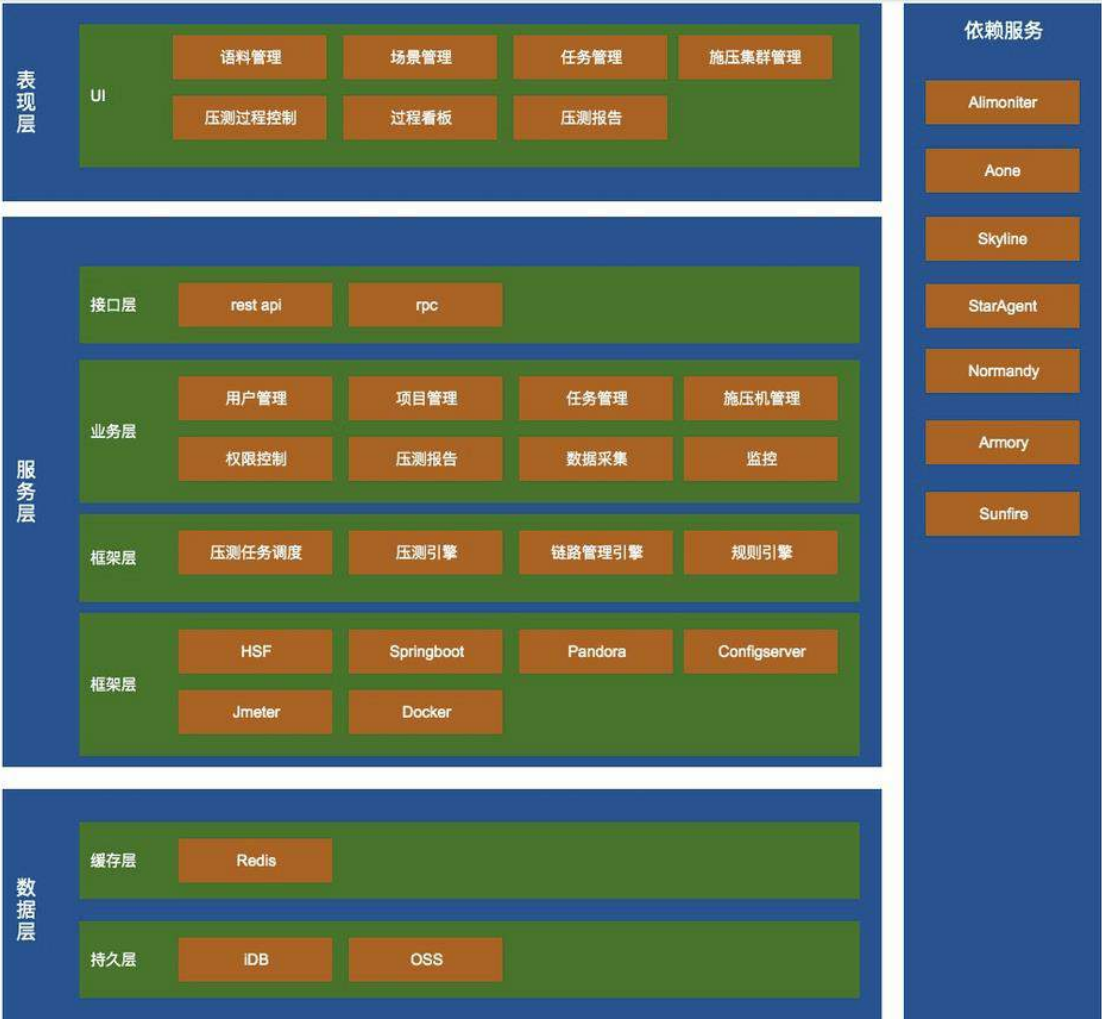 表现层
UI
语料管理
场景管理
任务管理
施压集群管理
压测过程控制
过程看板
压测报告
服务层
接口层
rest api
rpc
业务层
用户管理
项目管理
任务管理
施压机管理
权限控制
压测报告
数据采集
监控
框架层
压测任务调度
压测引擎
链路管理引擎
规则引擎
框架层
HSF
Springboot
Pandora
Configserver
Jmeter
Docker
数据层
缓存层
Redis
持久层
iDB
OSS
依赖服务
Alimoniter
Aone
Skyline
StarAgent
Normandy
Armory
Sunfire